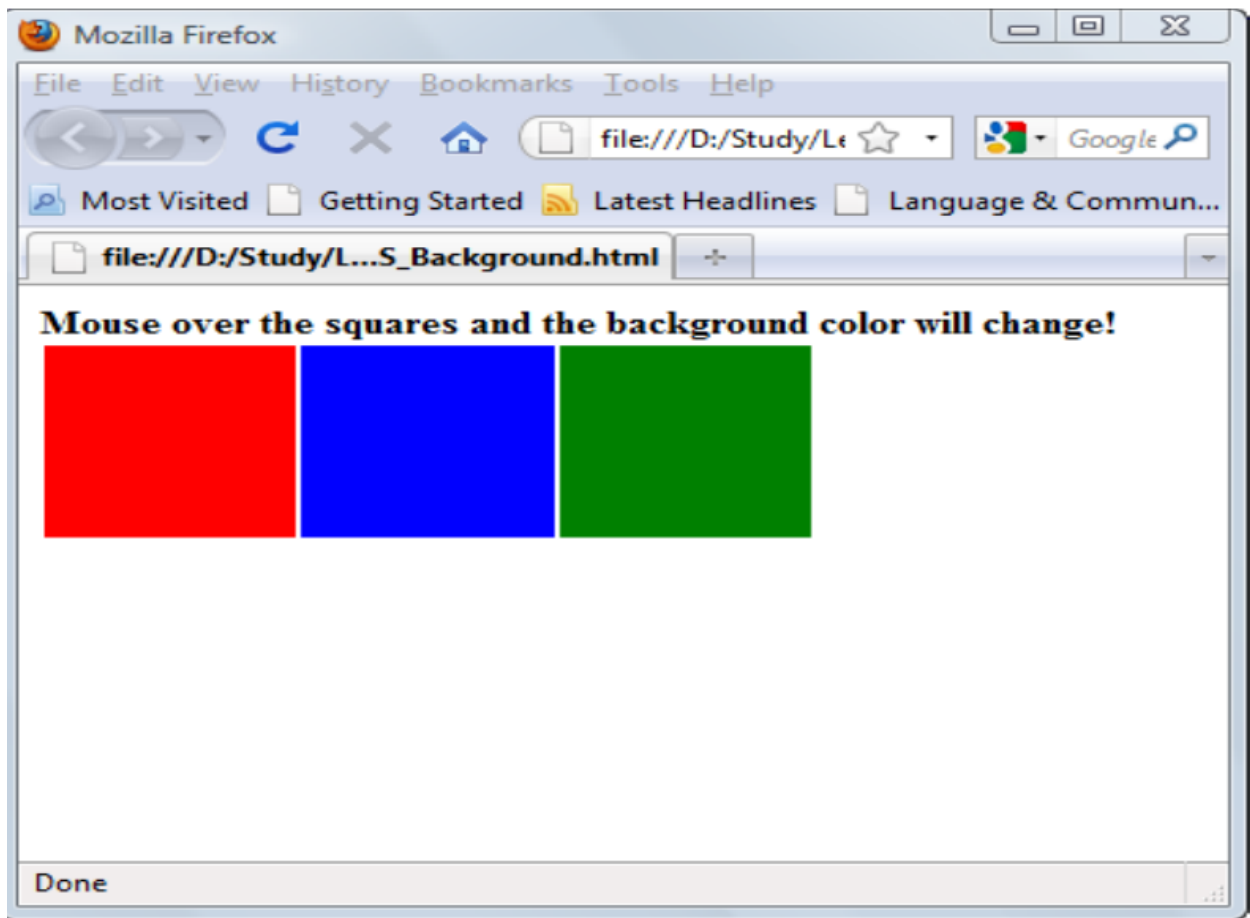 Mozilla Firefox
File Edit View History Bookmarks Tools Help
file:///D:/Study/Le Google
Most Visited Getting Started Latest Headlines Language & Commun...
file:///D:/Study/L...S_Background.html
Mouse over the squares and the background color will change!
Done